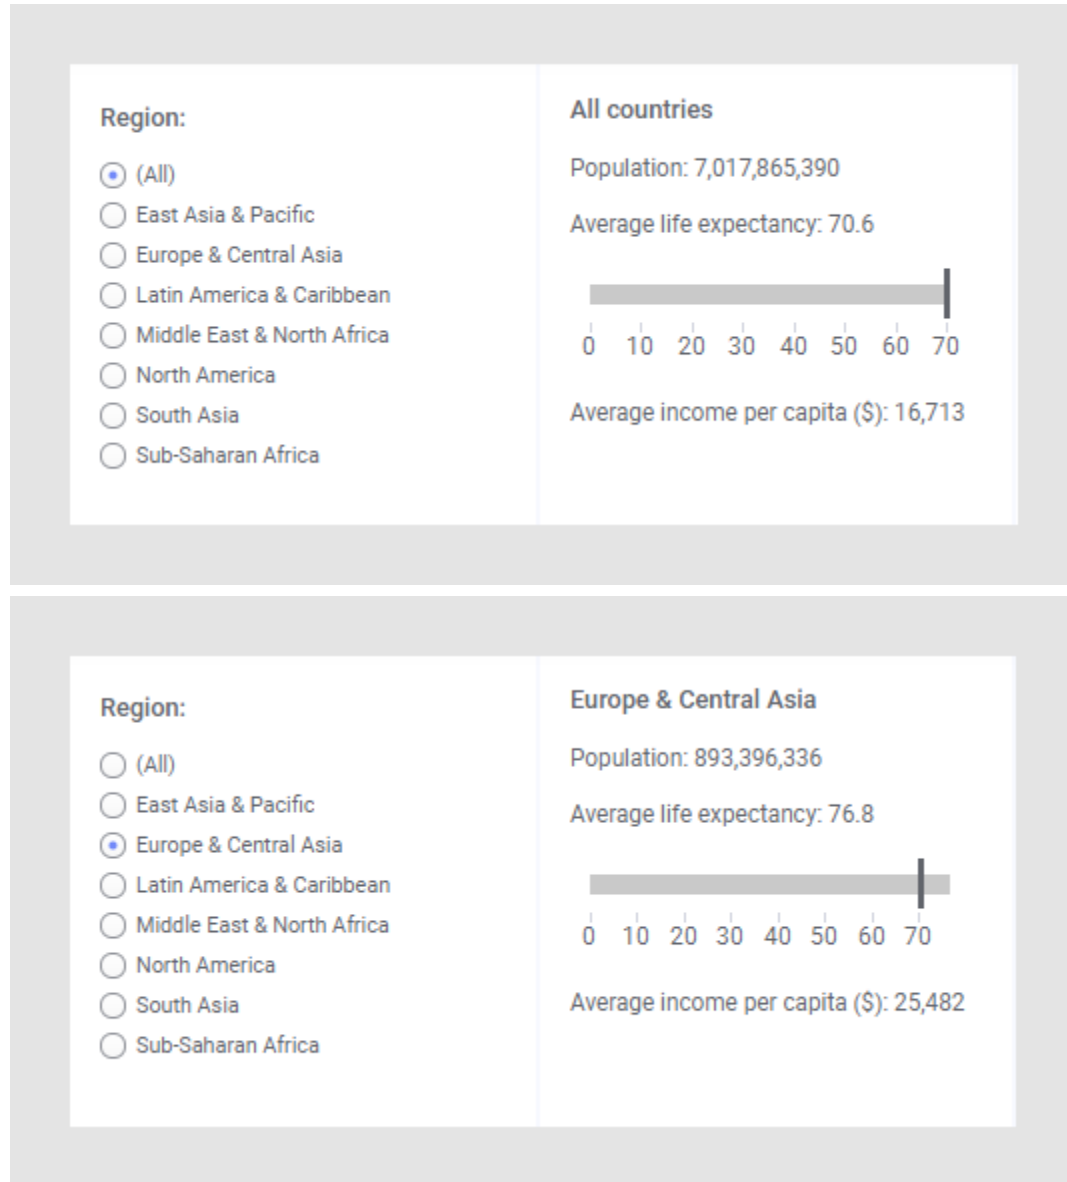 Region:
(All)
East Asia & Pacific
Europe & Central Asia
Latin America & Caribbean
Middle East & North Africa
North America
South Asia
Sub-Saharan Africa
All countries
Population: 7,017,865,390
Average life expectancy: 70.6
0 10 20 30 40 50 60 70
Average income per capita ($): 16,713
Region:
(All)
East Asia & Pacific
Europe & Central Asia
Latin America & Caribbean
Middle East & North Africa
North America
South Asia
Sub-Saharan Africa
Europe & Central Asia
Population: 893,396,336
Average life expectancy: 76.8
0 10 20 30 40 50 60 70
Average income per capita ($): 25,482